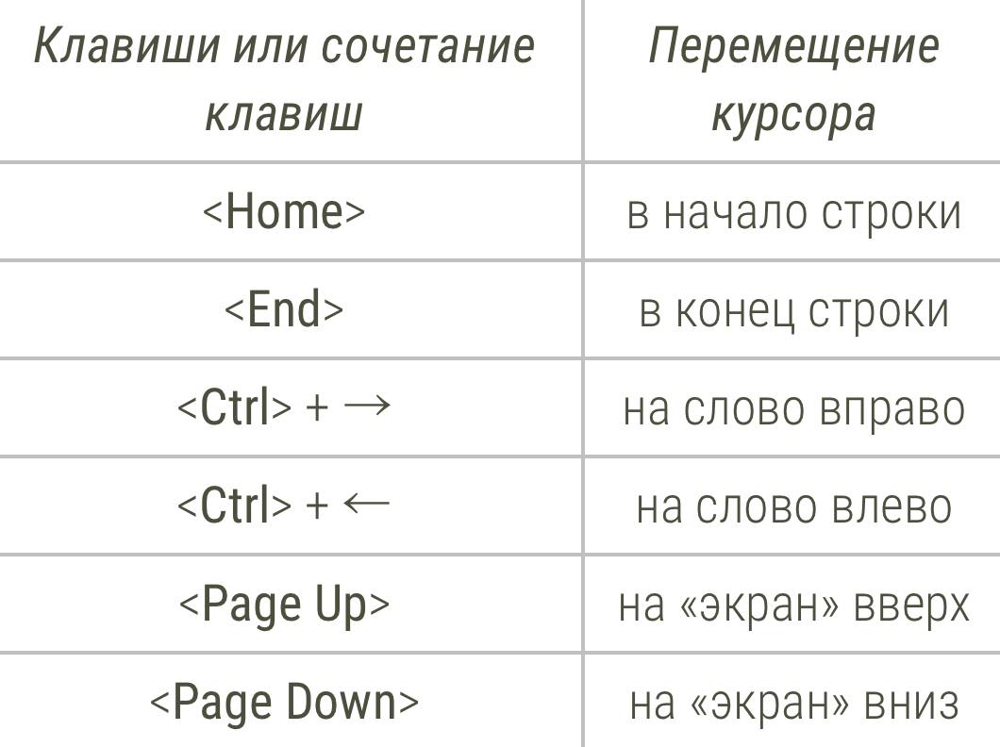 Клавиши или сочетание Перемещение
клавиш курсора
<Home> в начало строки
<End> в конец строки
<Ctrl> + → на слово вправо
<Ctrl> + ← на слово влево
<Page Up> на «экран» вверх
<Page Down> на «экран» вниз